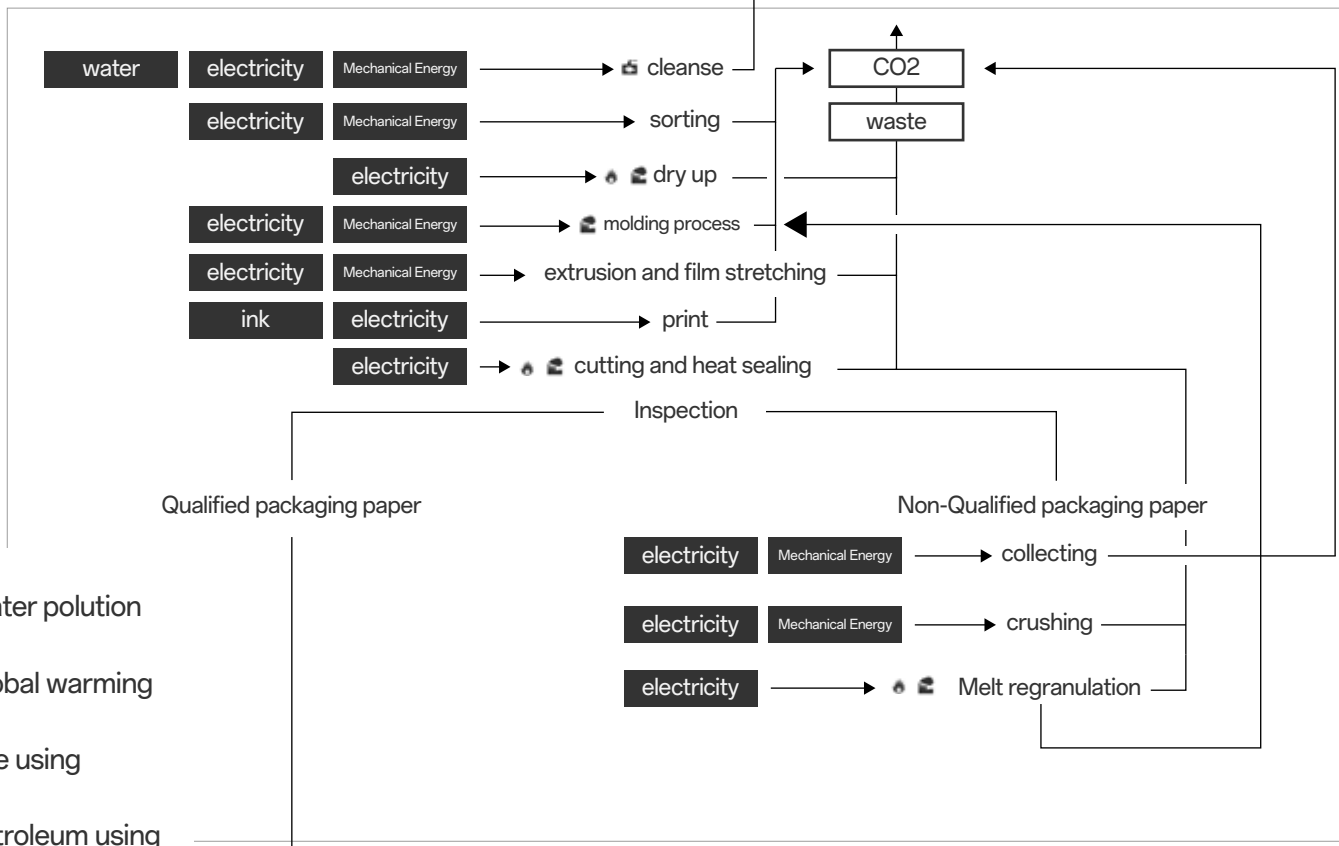 water electricity Mechanical Energy cleanse CO2
electricity Mechanical Energy sorting waste
electricity dry up
electricity Mechanical Energy molding process
electricity Mechanical Energy extrusion and film stretching
ink electricity print
electricity cutting and heat sealing
Inspection
Qualified packaging paper Non-Qualified packaging paper
electricity Mechanical Energy collecting
ter polution
electricity Mechanical Energy crushing
obal warming
electricity Melt regranulation
e using
troleum using